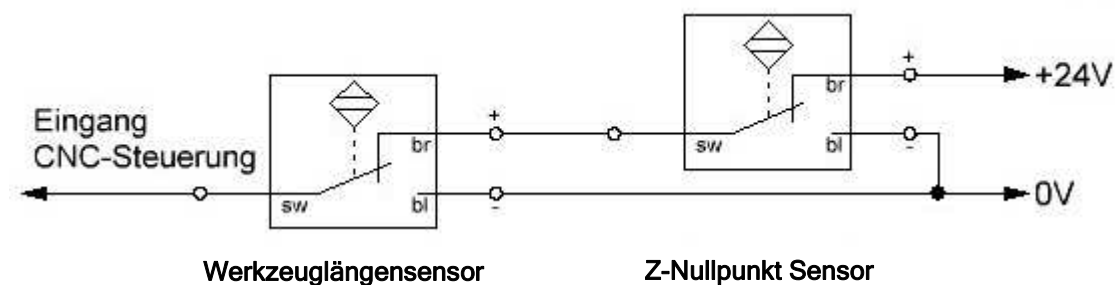 +
+24V
br
Eingang
CNC-Steuerung
+
br
sw
bl
-
sw
bl
-
0V
Werkzeuglängensensor
Z-Nullpunkt Sensor